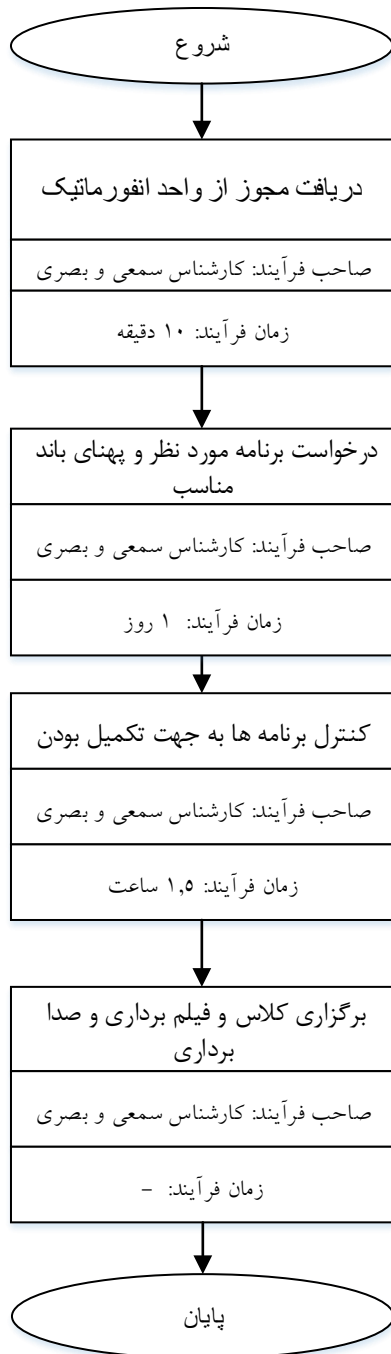 شروع
دریافت مجوز از واحد انفورماتیک
صاحب فرآیند: کارشناس سمعی و بصری
زمان فرآیند: ۱۰ دقیقه
درخواست برنامه مورد نظر و پهنای باند
مناسب
صاحب فرآیند: کارشناس سمعی و بصری
زمان فرآیند: ۱ روز
کنترل برنامه ها به جهت تکمیل بودن
صاحب فرآیند: کارشناس سمعی و بصری
زمان فرآیند: ۱,۵ ساعت
برگزاری کلاس و فیلم برداری و صدا
برداری
صاحب فرآیند: کارشناس سمعی و بصری
زمان فرآیند: -
پایان